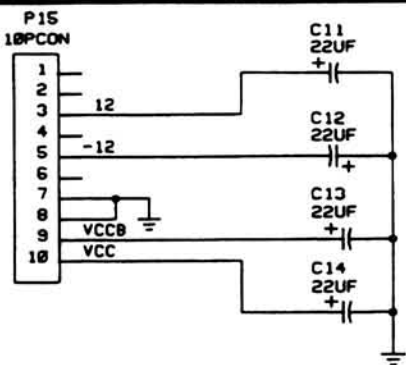 P15
10PCON
1
2
3
12
4
5
-12
6
7
8
9
VCCB
10
VCC
C11
22UF
+
C12
22UF
+
C13
22UF
+
C14
22UF
+